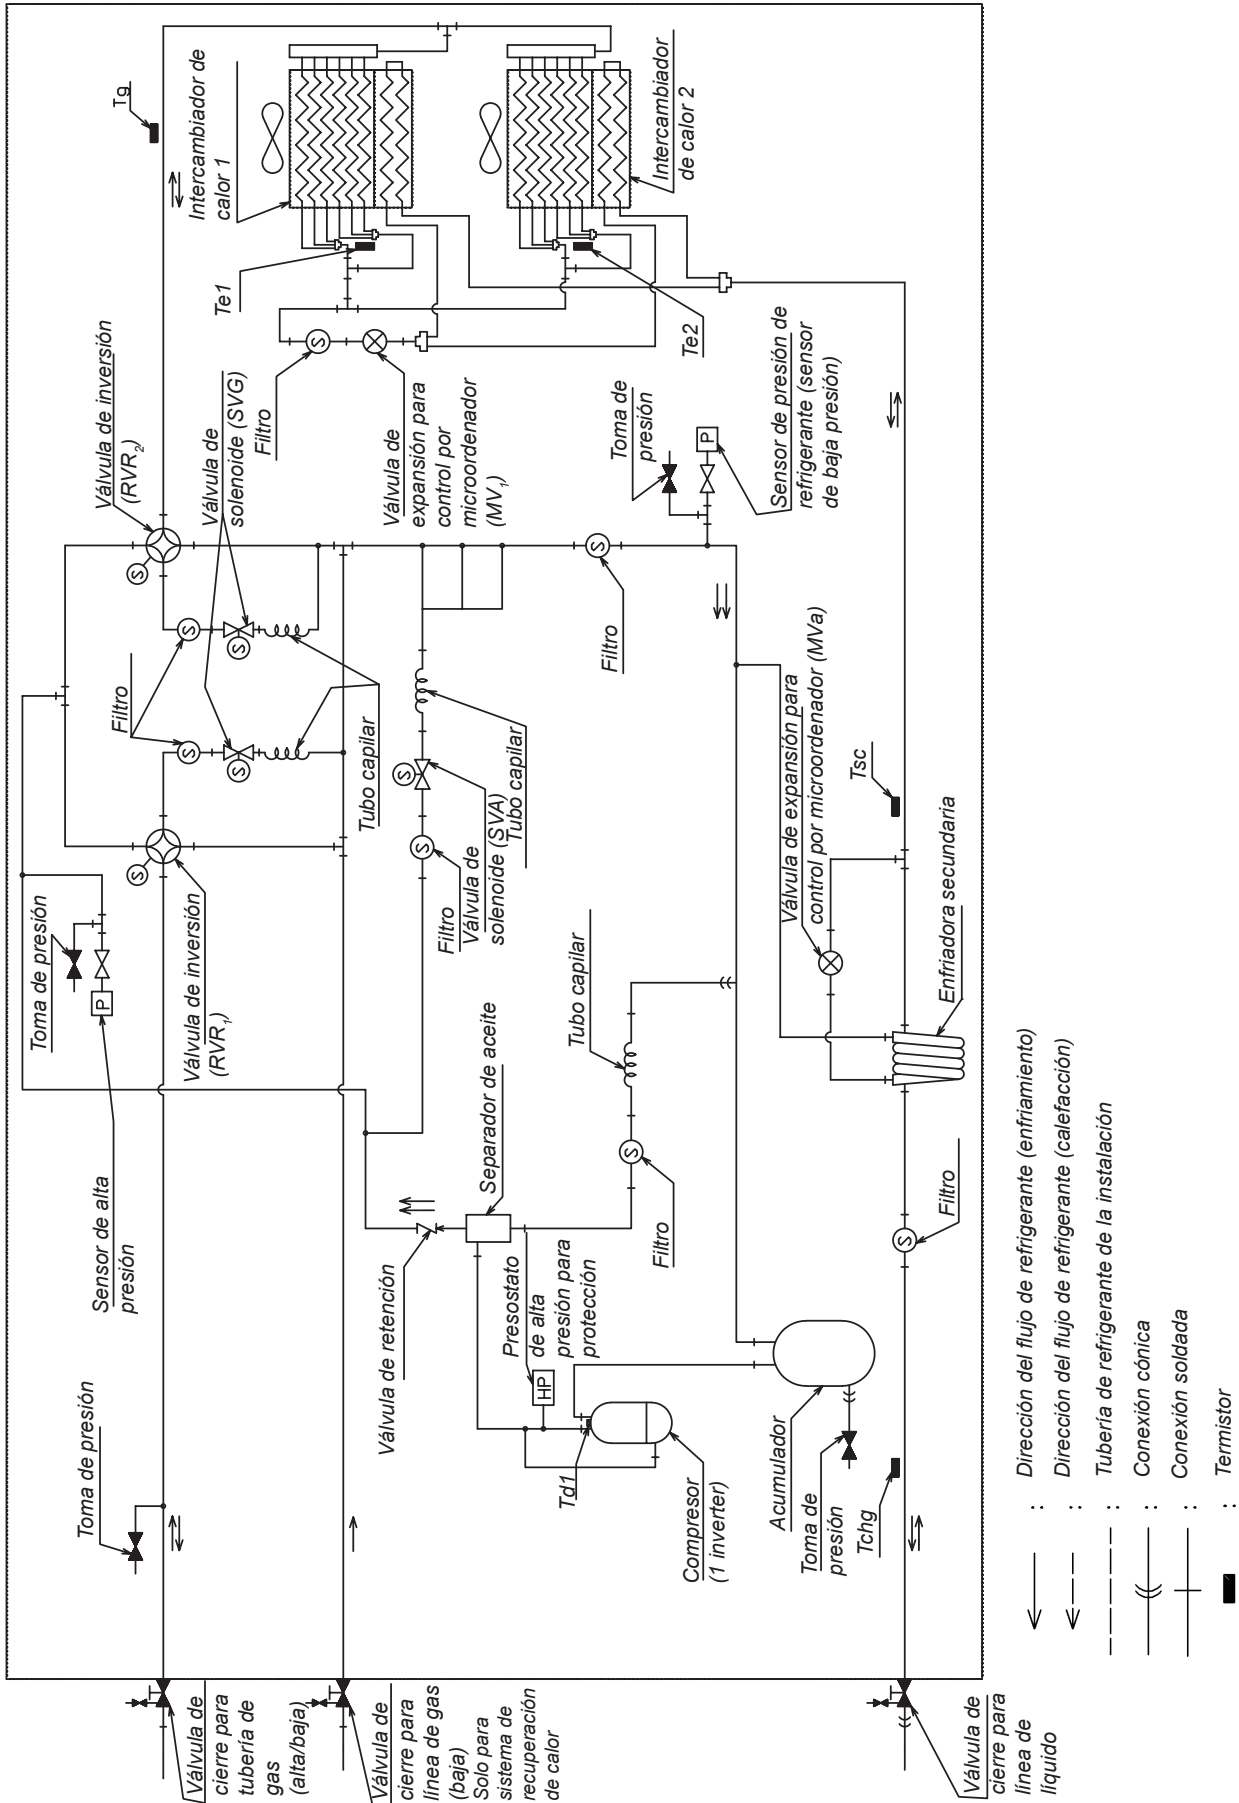 Tg
Intercambiador de
calor 1
Intercambiador
de calor 2
Te1
Te2
Válvula de inversión
(RVR2)
Válvula de
solenoide (SVG)
Filtro
Válvula de
expansión para
control por
microordenador
(MV1)
Toma de
presión
P
Sensor de presión de
refrigerante (sensor
de baja presión)
S
S
S
S
S
S
Filtro
Filtro
Tubo capilar
S
S
S
Tubo capilar
Válvula de
solenoide (SVA)
Filtro
S
S
Válvula de expansión para
control por microordenador (MVa)
Tsc
Enfriadora secundaria
Toma de presión
P
Válvula de inversión
(RVR1)
Sensor de alta
presión
Tubo capilar
Separador de aceite
S
Filtro
Válvula de retención
Presostato
de alta
presión para
protección
HP
Td1
Compresor
(1 inverter)
Acumulador
Toma de
presión
Tchg
S
Filtro
Toma de presión
Válvula de
cierre para
tubería de
gas
(alta/baja)
Válvula de
cierre para
línea de gas
(baja)
Solo para
sistema de
recuperación
de calor
Válvula de
cierre para
línea de
líquido
: Dirección del flujo de refrigerante (enfriamiento)
: Dirección del flujo de refrigerante (calefacción)
: Tubería de refrigerante de la instalación
: Conexión cónica
: Conexión soldada
: Termistor